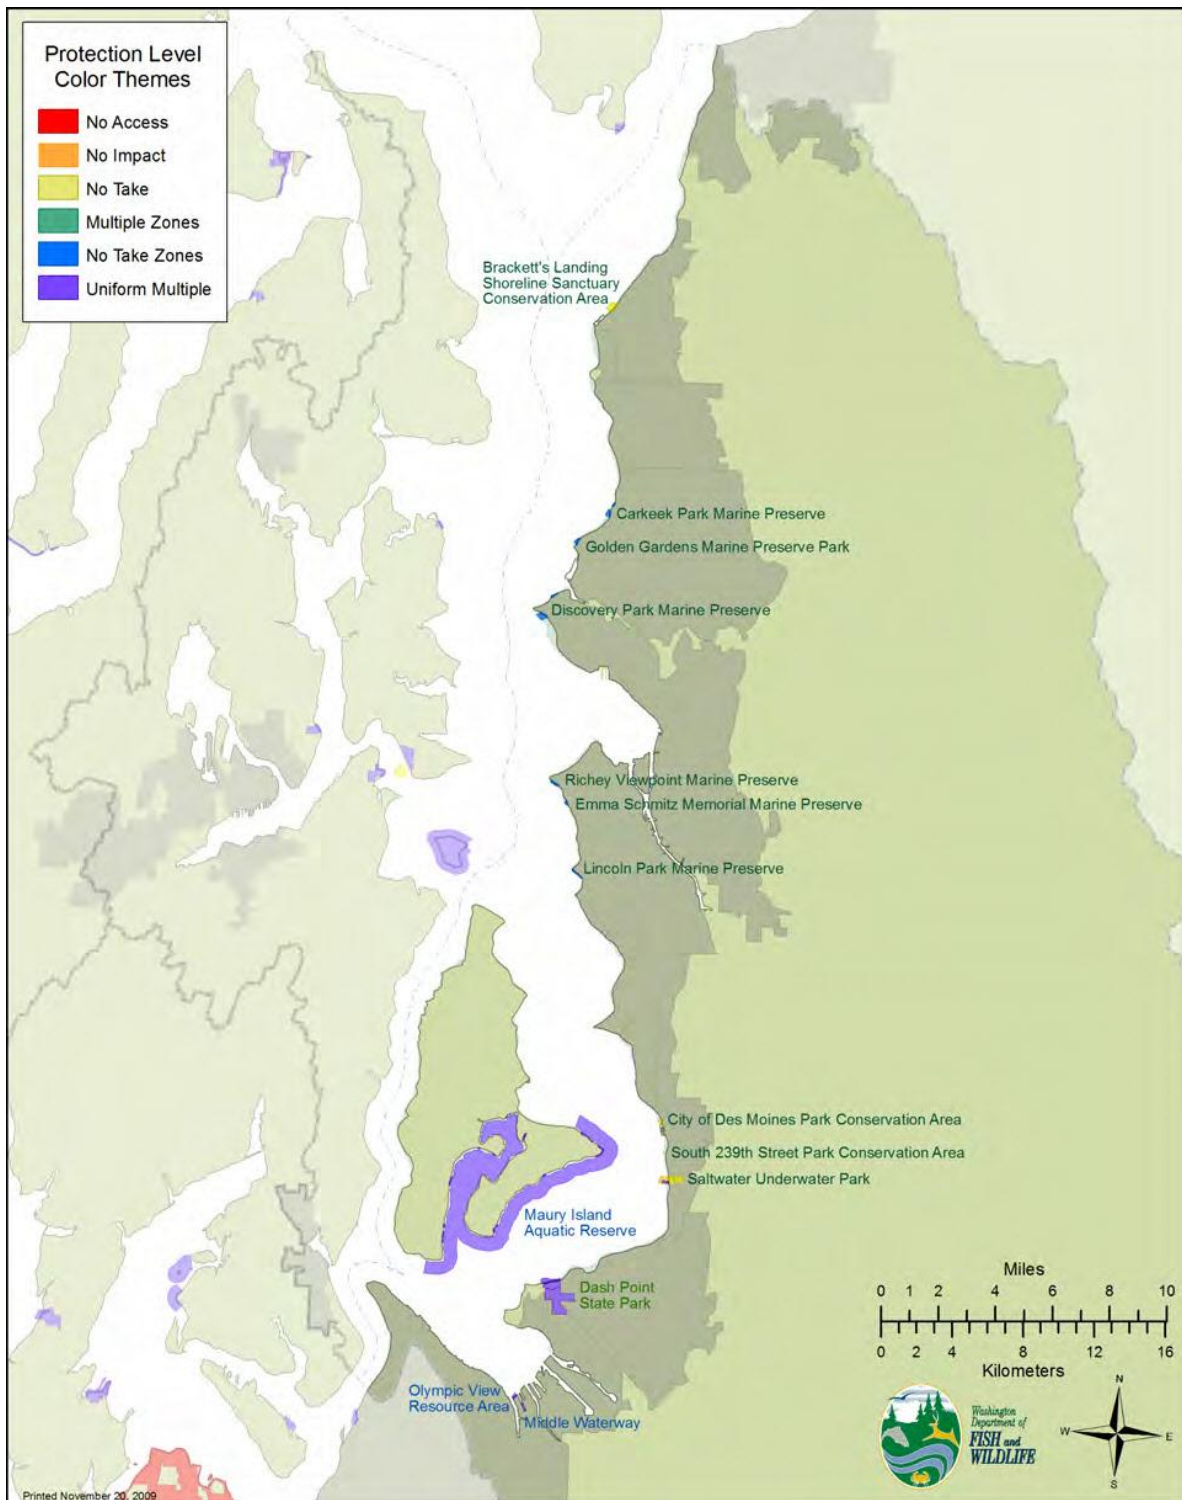 Protection Level
Color Themes
No Access
No Impact
No Take
Multiple Zones
No Take Zones
Uniform Multiple
Brackett's Landing
Shoreline Sanctuary
Conservation Area
Carkeek Park Marine Preserve
Golden Gardens Marine Preserve Park
Discovery Park Marine Preserve
Richey Viewpoint Marine Preserve
Emma Schmitz Memorial Marine Preserve
Lincoln Park Marine Preserve
City of Des Moines Park Conservation Area
South 239th Street Park Conservation Area
Saltwater Underwater Park
Maury Island
Aquatic Reserve
Dash Point
State Park
Olympic View
Resource Area
Middle Waterway
Miles
0 1 2 4 6 8 10
0 2 4 8 12 16
Kilometers
Washington
Department of
FISH and
WILDLIFE
N
W E
S
Printed November 20, 2009